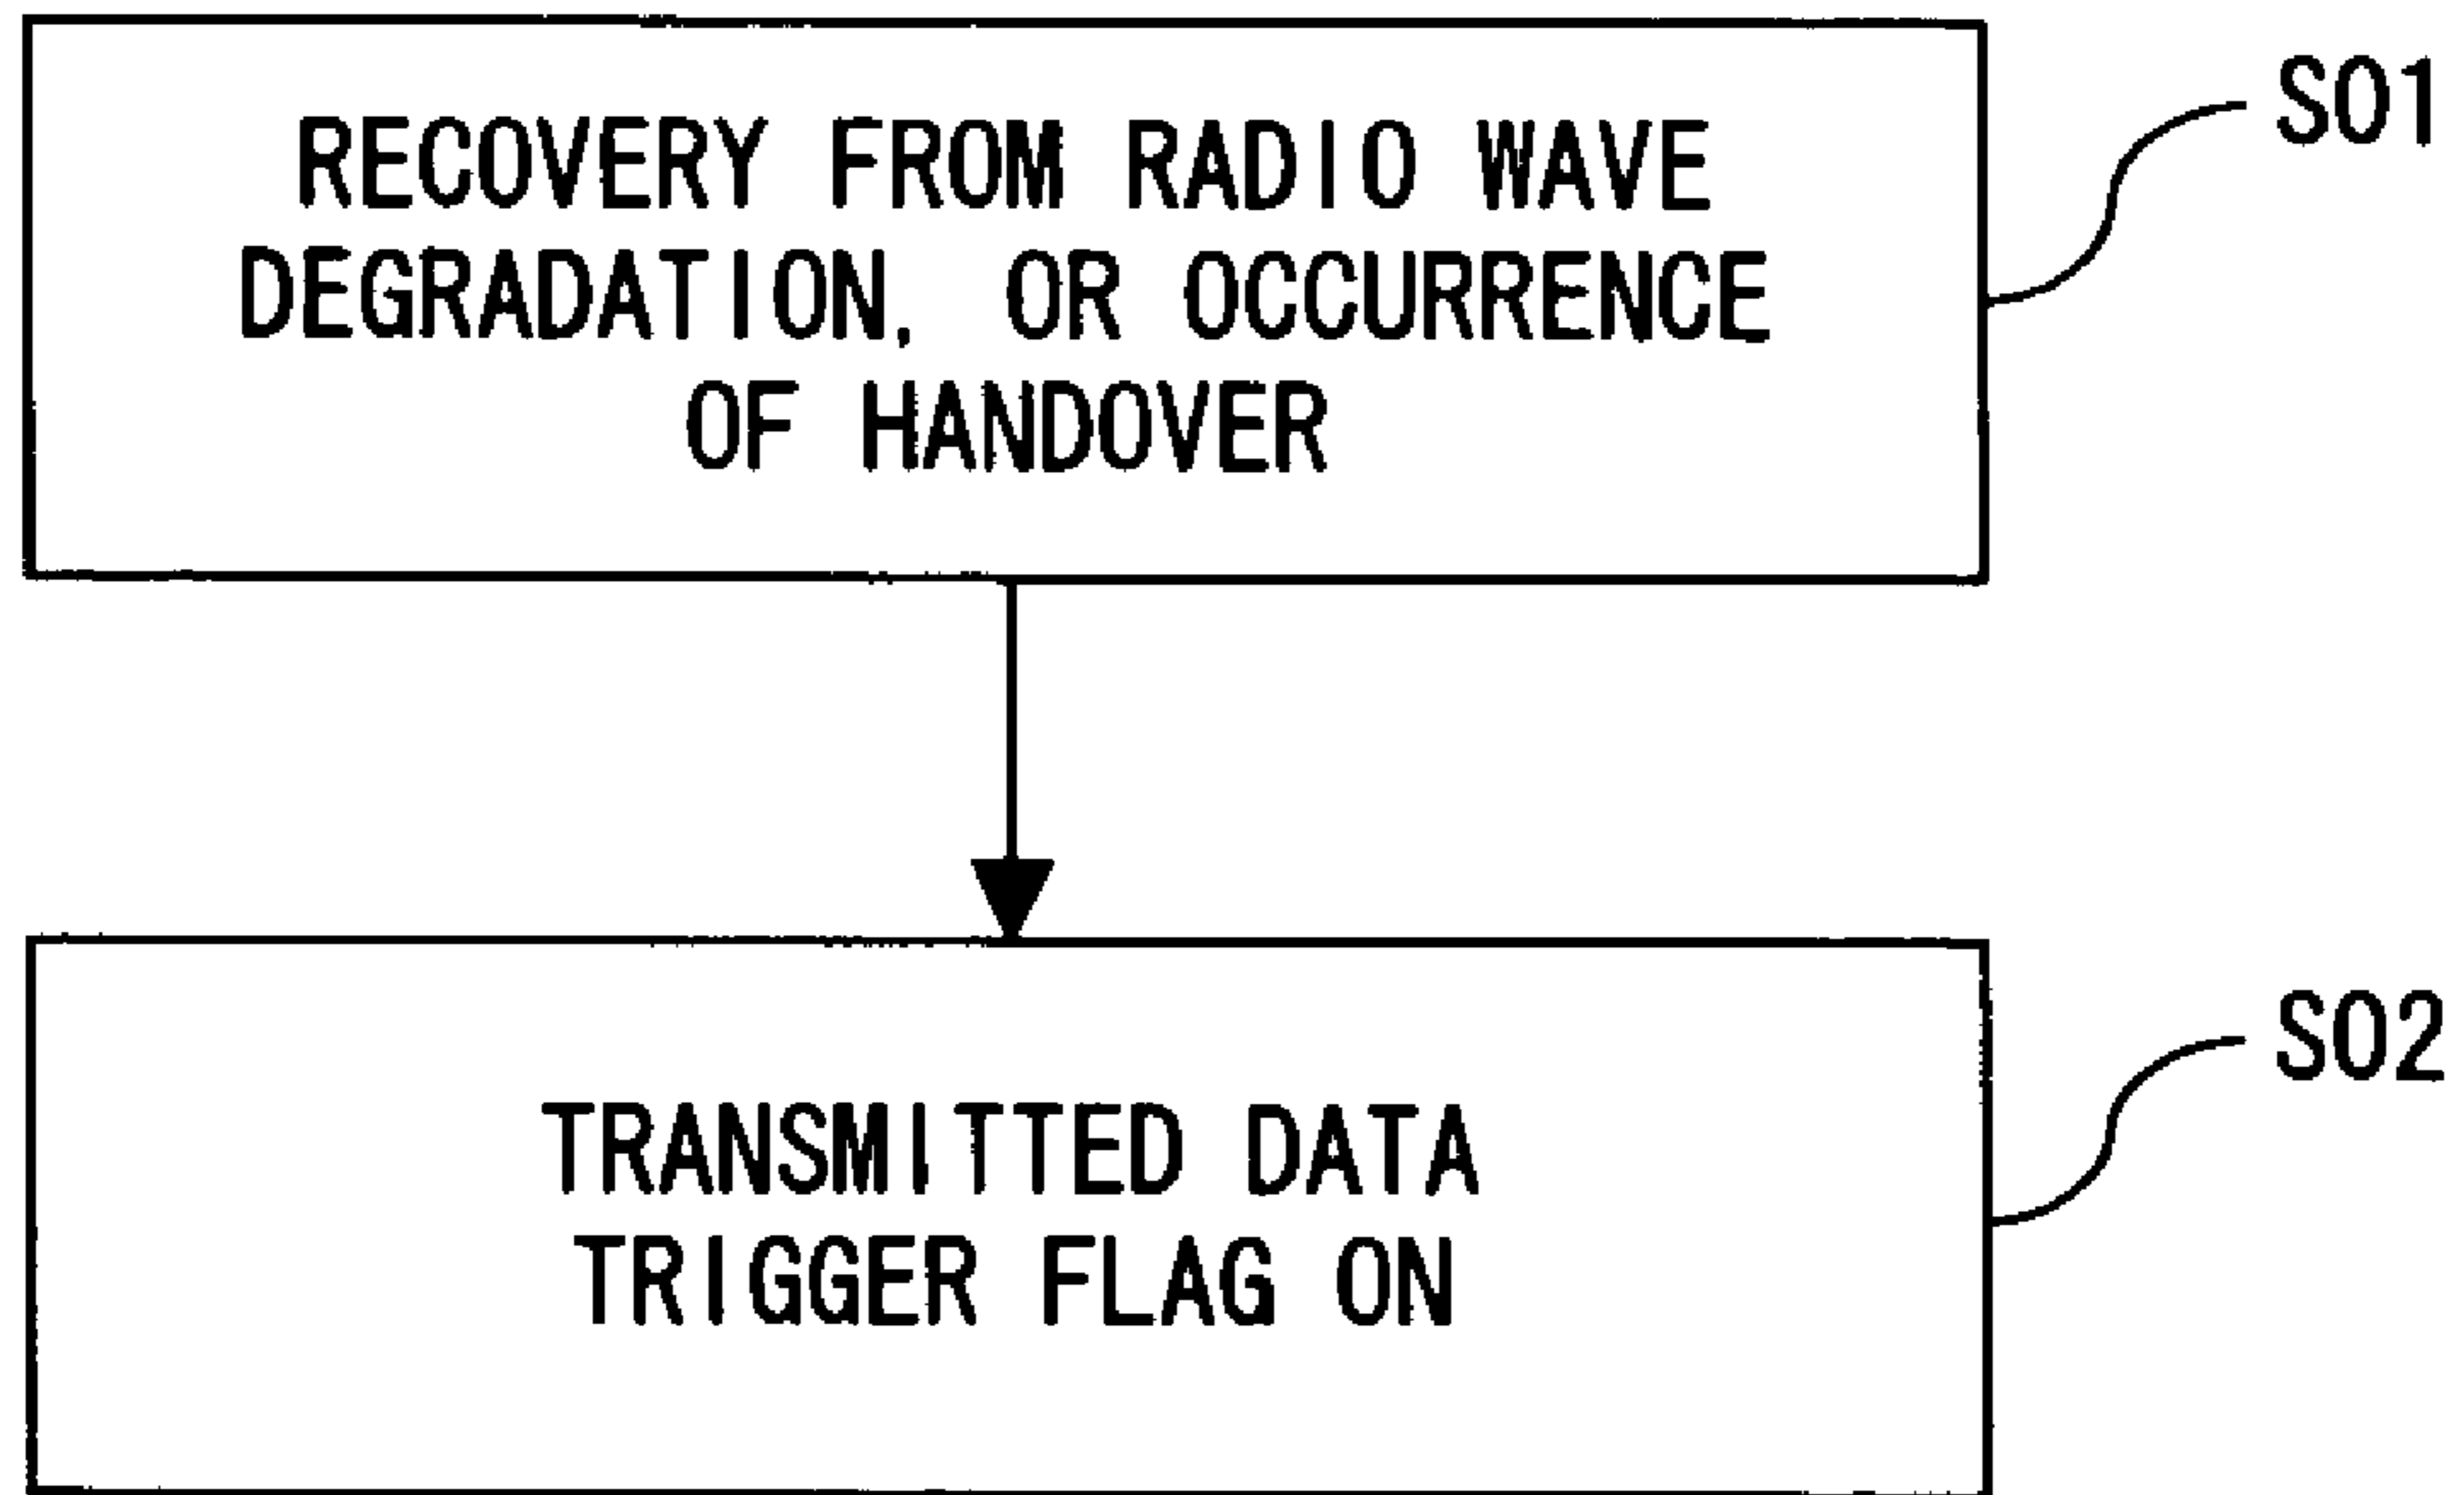 RECOVERY FROM RADIO WAVE
DEGRADATION, OR OCCURRENCE
OF HANDOVER
S01
TRANSMITTED DATA
TRIGGER FLAG ON
S02